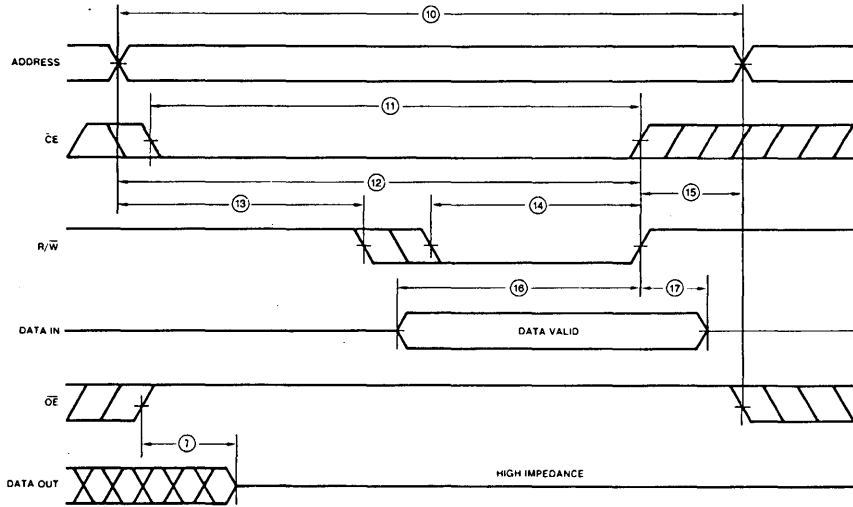 10
ADDRESS
11
CE
12
13
14
15
R/W
16
17
DATA IN
DATA VALID
OE
7
HIGH IMPEDANCE
DATA OUT